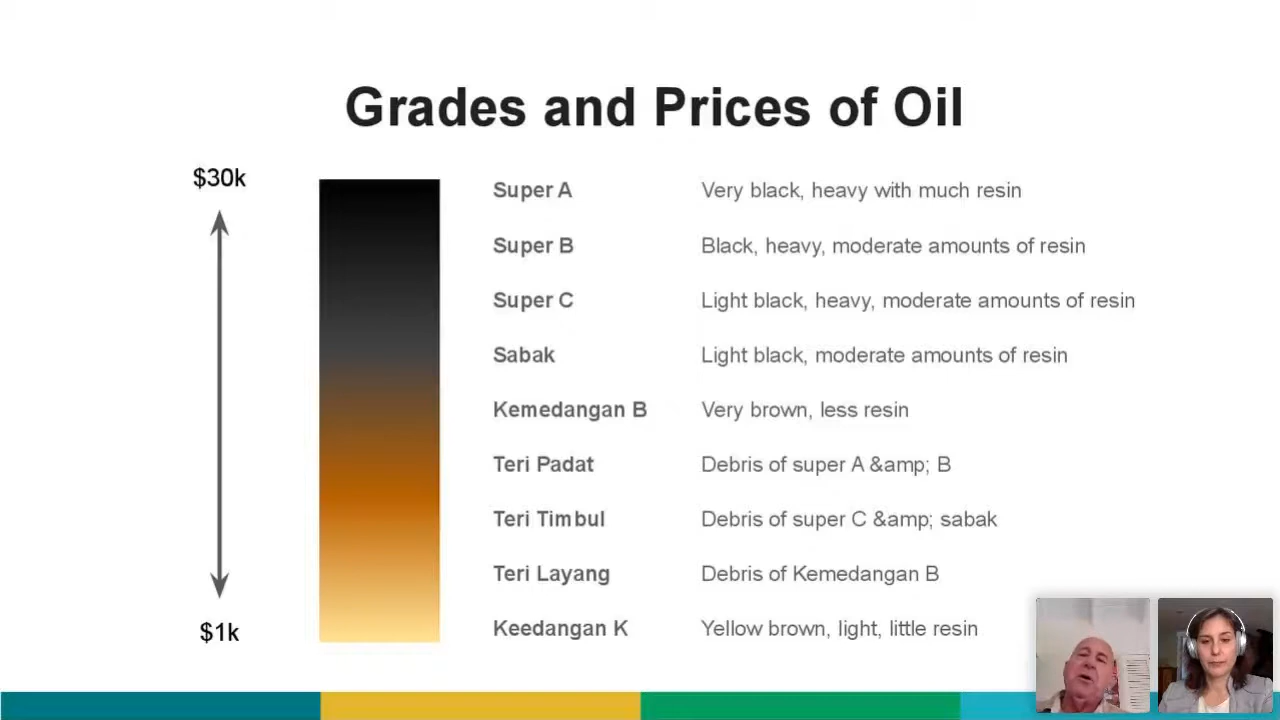 Grades and Prices of Oil
$30k
Super A Very black, heavy with much resin
Super B Black, heavy, moderate amounts of resin
Super C Light black, heavy, moderate amounts of resin
Sabak Light black, moderate amounts of resin
Kemedangan B Very brown, less resin
Teri Padat Debris of super A &amp; B
Teri Timbul Debris of super C &amp; sabak
Teri Layang Debris of Kemedangan B
Keedangan K Yellow brown, light, little resin
$1k